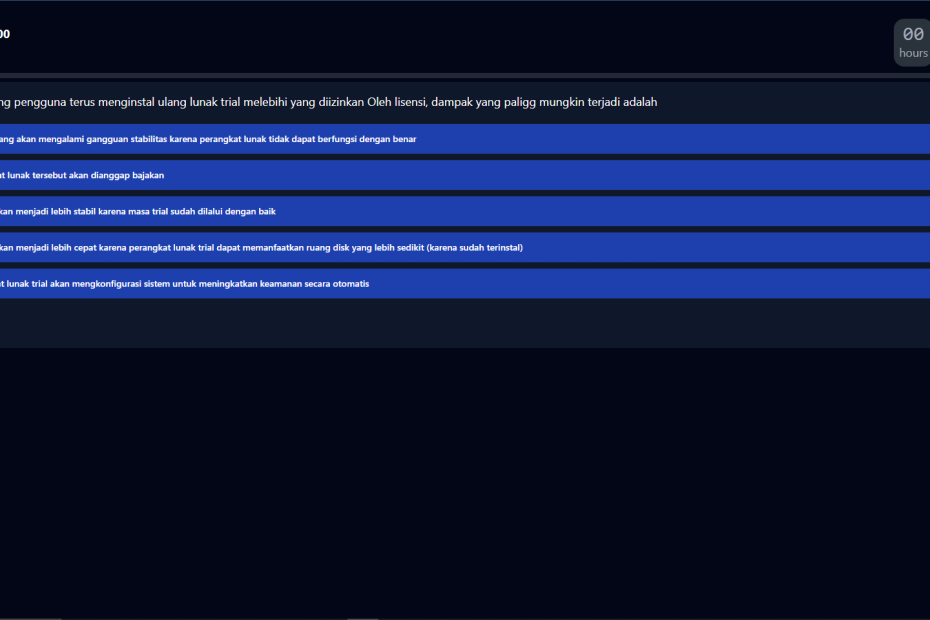 00
00
hours
ng pengguna terus menginstal ulang lunak trial melebihi yang diizinkan Oleh lisensi, dampak yang paligg mungkin terjadi adalah
ang akan mengalami gangguan stabilitas karena perangkat lunak tidak dapat berfungsi dengan benar
at lunak tersebut akan dianggap bajakan
kan menjadi lebih stabil karena masa trial sudah dilalui dengan baik
kan menjadi lebih cepat karena perangkat lunak trial dapat memanfaatkan ruang disk yang lebih sedikit (karena sudah terinstal)
at lunak trial akan mengkonfigurasi sistem untuk meningkatkan keamanan secara otomatis